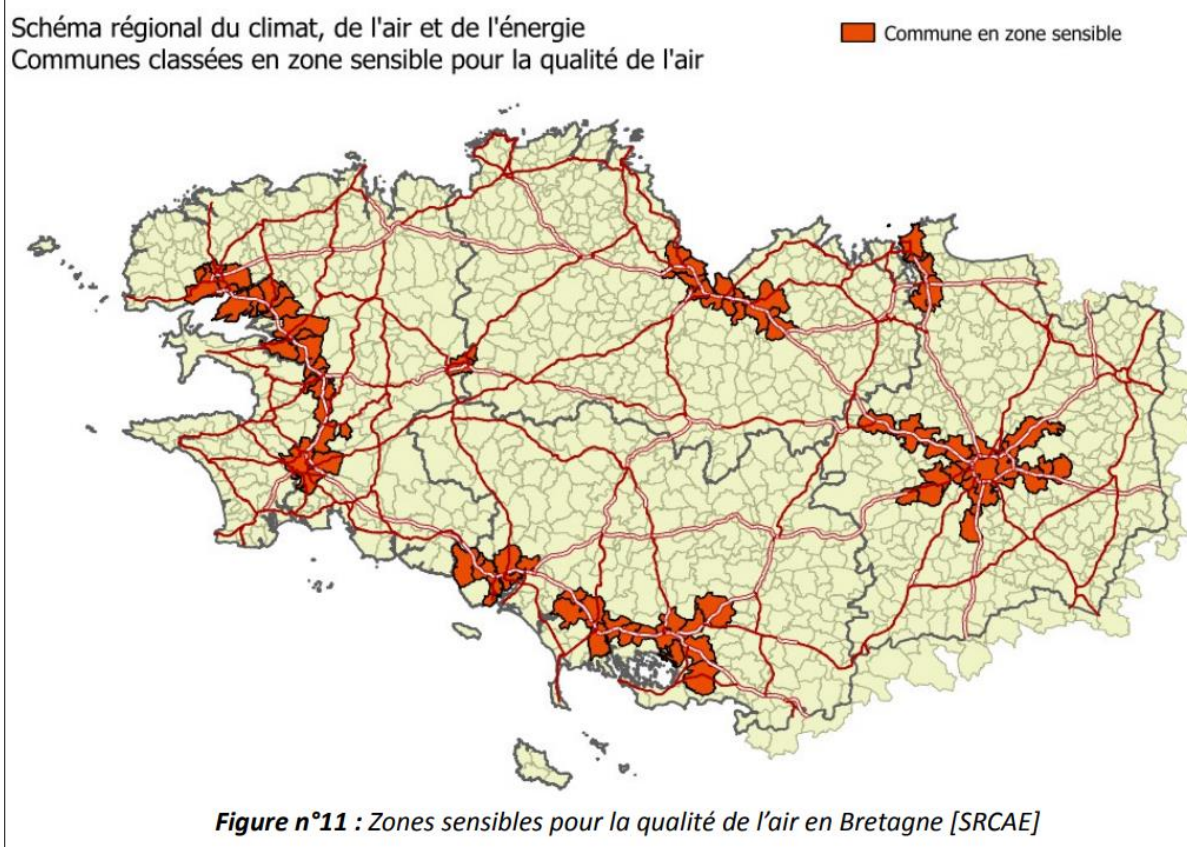 Schéma régional du climat, de l'air et de l'énergie
Communes classées en zone sensible pour la qualité de l'air
Commune en zone sensible
Figure n°11 : Zones sensibles pour la qualité de l’air en Bretagne [SRCAE]